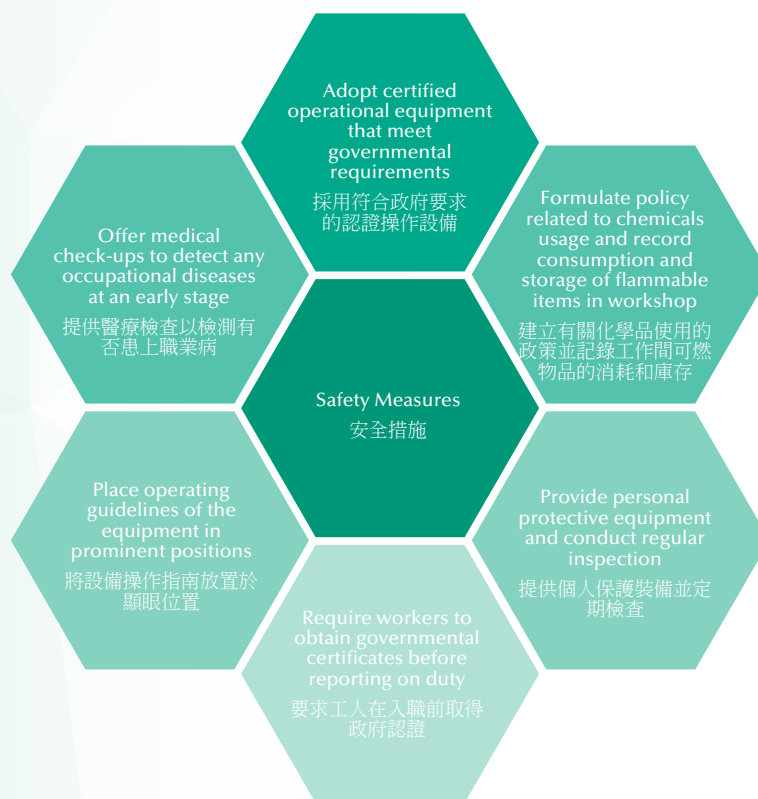 Adopt certified
operational equipment
that meet
governmental
requirements
採用符合政府要求
的認證操作設備
Offer medical
check-ups to detect any
occupational diseases
at an early stage
提供醫療檢查以檢測有
否患上職業病
Formulate policy
related to chemicals
usage and record
consumption and
storage of flammable
items in workshop
建立有關化學品使用的
政策並記錄工作間可燃
物品的消耗和庫存
Safety Measures
安全措施
Place operating
guidelines of the
equipment in
prominent positions
將設備操作指南放置於
顯眼位置
Provide personal
protective equipment
and conduct regular
inspection
提供個人保護裝備並定
期檢查
Require workers to
obtain governmental
certificates before
reporting on duty
要求工人在入職前取得
政府認證